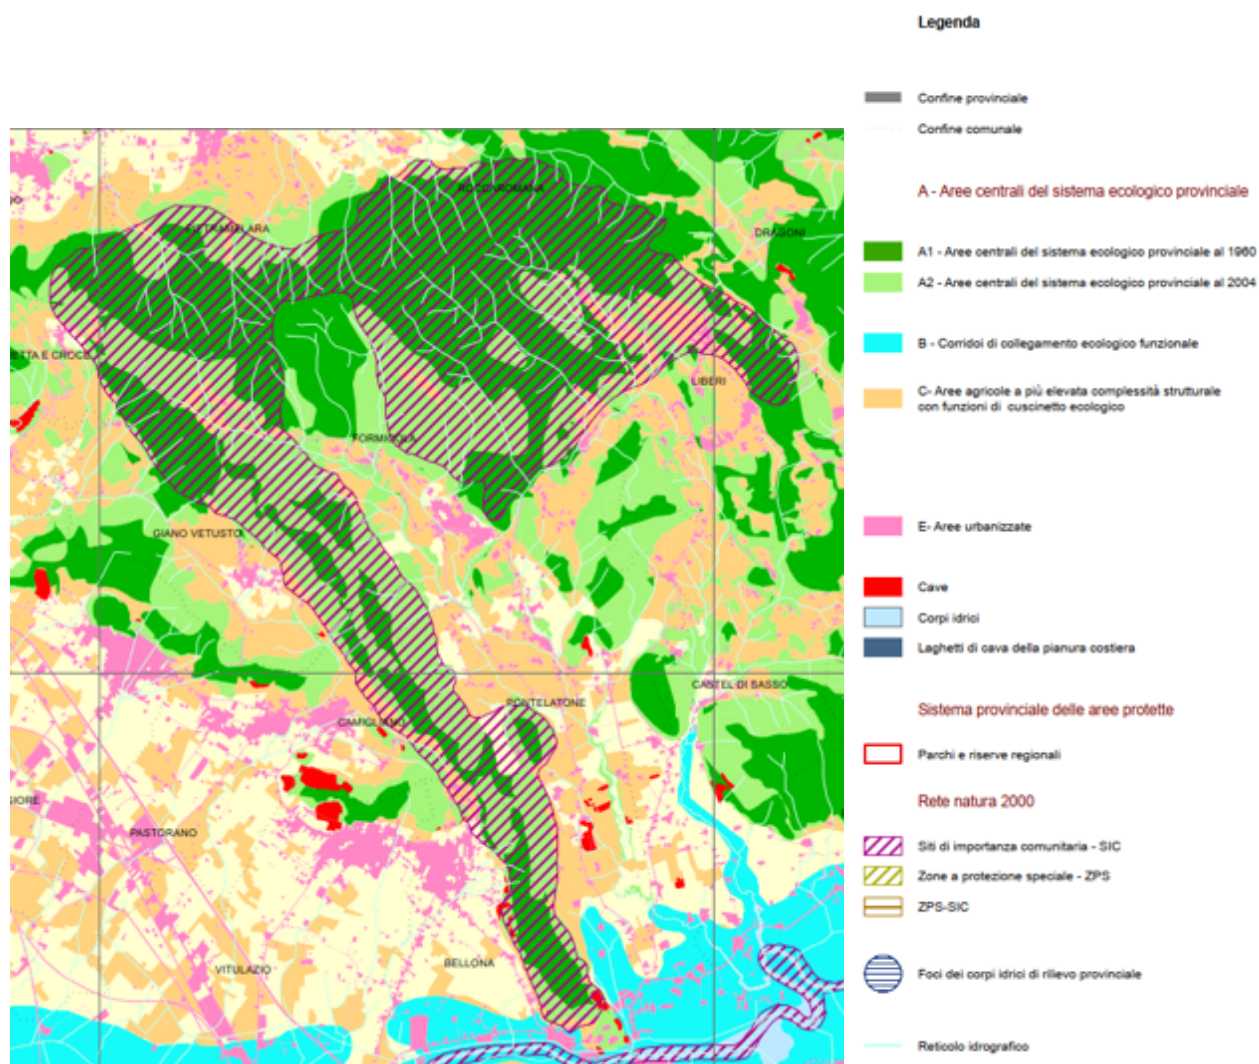 Legenda
Confine provinciale
Confine comunale
A - Aree centrali del sistema ecologico provinciale
A1 - Aree centrali del sistema ecologico provinciale al 1960
A2 - Aree centrali del sistema ecologico provinciale al 2004
B - Corridoi di collegamento ecologico funzionale
C- Aree agricole a più elevata complessità strutturale
con funzioni di cuscinetto ecologico
E- Aree urbanizzate
Cave
Corpi idrici
Laghetti di cava della pianura costiera
Sistema provinciale delle aree protette
Parchi e riserve regionali
Rete natura 2000
Siti di importanza comunitaria - SIC
Zone a protezione speciale - ZPS
ZPS-SIC
Foci dei corpi idrici di rilievo provinciale
Reticolo idrografico
ROCCAROMANA
PIETRAMELARA
DRAGONI
ETTA E CROCE
LIBERI
FORMICOLA
GIANO VETUSTO
CASTEL DI SASSO
PONTELATONE
CAMIGLIANO
IORE
PASTORANO
BELLONA
VITULAZIO